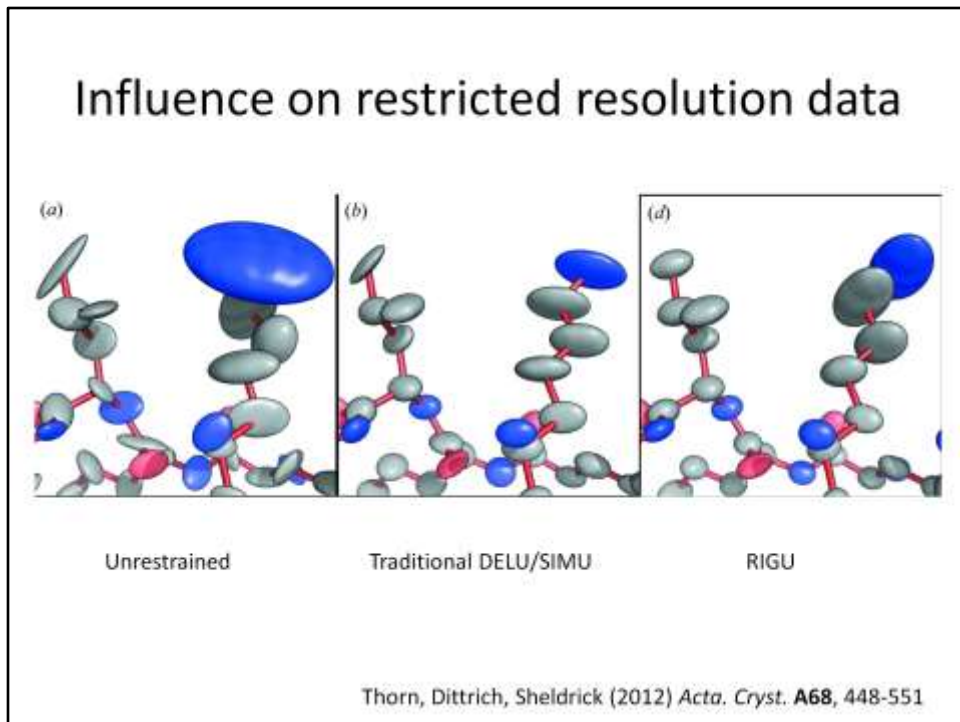 Influence on restricted resolution data
(a) (b) (d)
Unrestrained Traditional DELU/SIMU RIGU
Thorn, Dittrich, Sheldrick (2012) Acta. Cryst. A68, 448-551